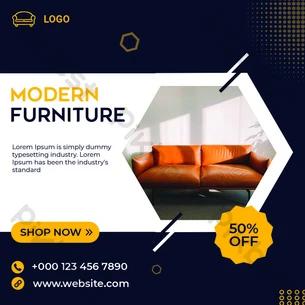 LOGO
MODERN
FURNITURE
Lorem Ipsum is simply dummy
typesetting industry. Lorem
Ipsum has been the industry's
standard
SHOP NOW »
50%
OFF
+000 123 456 7890
www.website.com